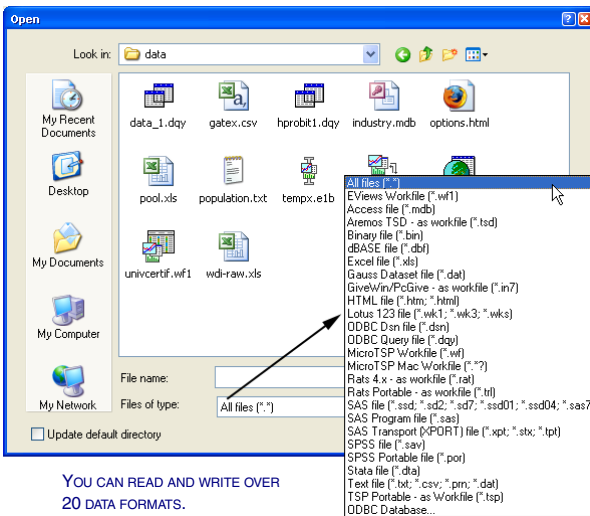 Open
Look in:
data
My Recent
Documents
Desktop
My Documents
My Computer
My Network
data_1.dqy
gatex.csv
hprobit1.dqy
industry.mdb
options.html
pool.xls
population.txt
tempx.e1b
univcertif.wf1
wdi-raw.xls
File name:
Files of type:
All files (*.*)
Update default directory
All files (*.*)
EViews Workfile (*.wf1)
Access file (*.mdb)
Aremos TSD - as workfile (*.tsd)
Binary file (*.bin)
dBASE file (*.dbf)
Excel file (*.xls)
Gauss Dataset file (*.dat)
GiveWin/PcGive - as workfile (*.in7)
HTML file (*.htm; *.html)
Lotus 123 file (*.wk1; *.wk3; *.wks)
ODBC Dsn file (*.dsn)
ODBC Query file (*.dqy)
MicroTSP Workfile (*.wf)
MicroTSP Mac Workfile (*.*?)
Rats 4.x - as workfile (*.rat)
Rats Portable - as workfile (*.trl)
SAS file (*.ssd; *.sd2; *.sd7; *.ssd01; *.ssd04; *.sas7
SAS Program file (*.sas)
SAS Transport (XPORT) file (*.xpt; *.stx; *.tpt)
SPSS file (*.sav)
SPSS Portable file (*.por)
Stata file (*.dta)
Text file (*.txt; *.csv; *.prn; *.dat)
TSP Portable - as Workfile (*.tsp)
ODBC Database...
YOU CAN READ AND WRITE OVER
20 DATA FORMATS.